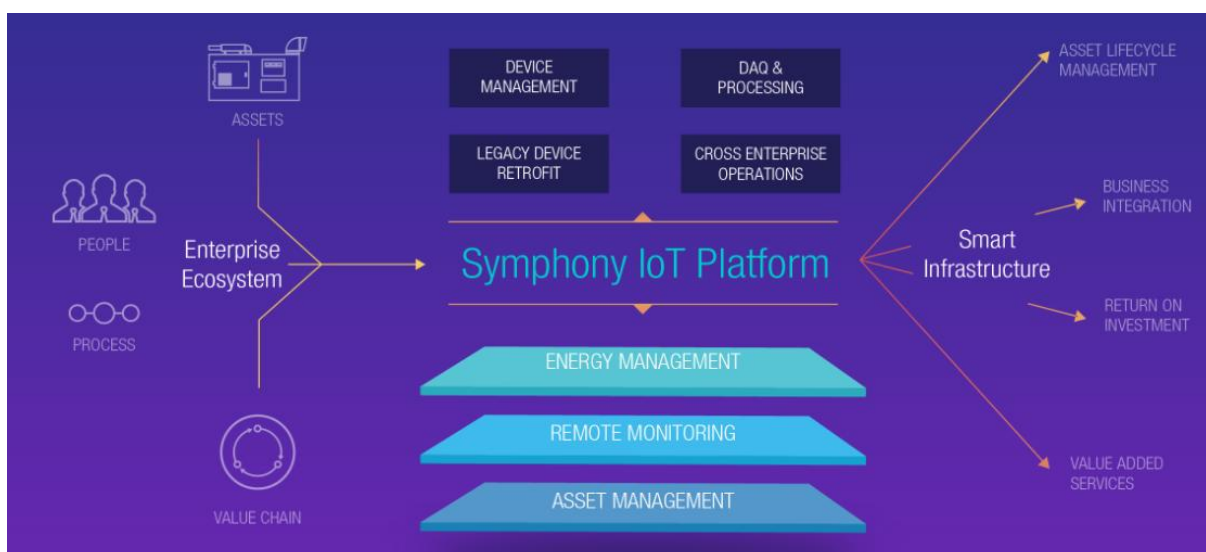 ASSETS
PEOPLE
Enterprise
Ecosystem
PROCESS
VALUE CHAIN
DEVICE
MANAGEMENT
DAQ &
PROCESSING
LEGACY DEVICE
RETROFIT
CROSS ENTERPRISE
OPERATIONS
Symphony IoT Platform
ENERGY MANAGEMENT
REMOTE MONITORING
ASSET MANAGEMENT
Smart
Infrastructure
ASSET LIFECYCLE
MANAGEMENT
BUSINESS
INTEGRATION
RETURN ON
INVESTMENT
VALUE ADDED
SERVICES